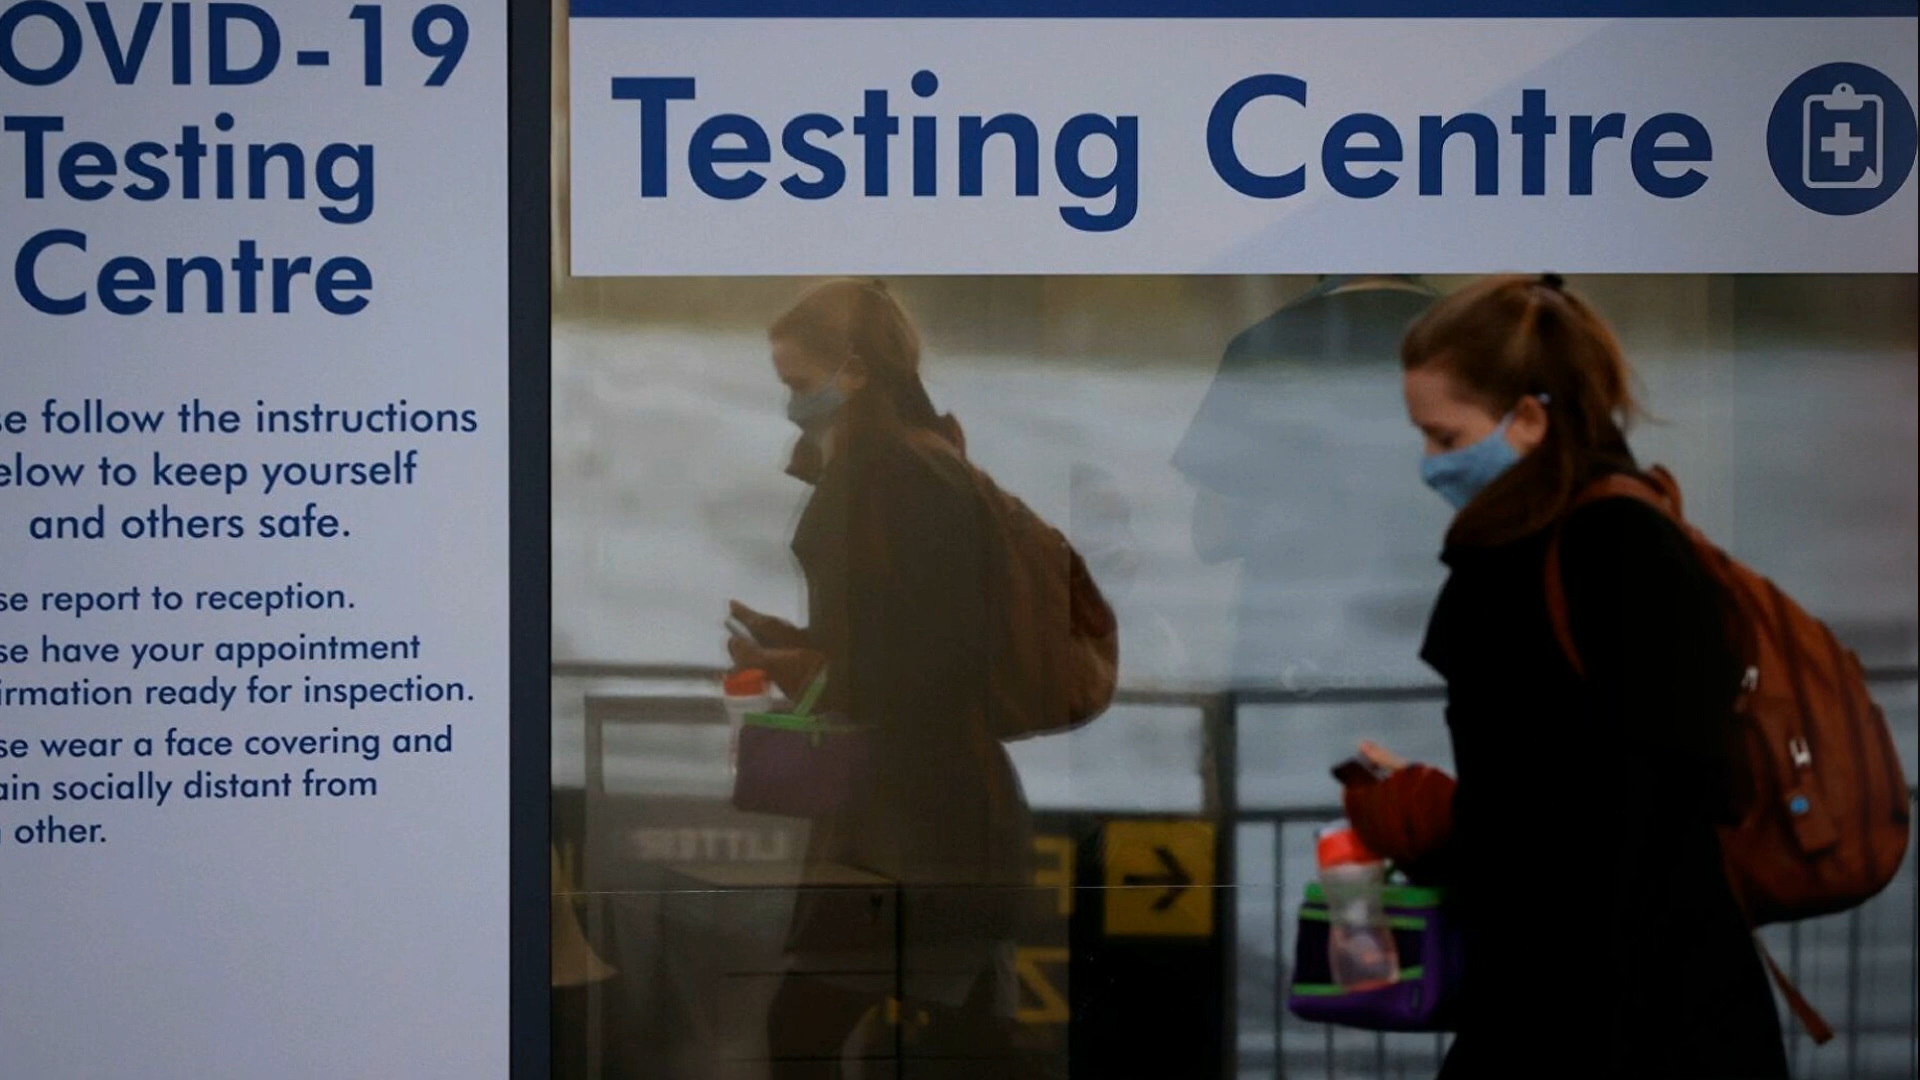 OVID-19
Testing
Centre
se follow the instructions
elow to keep yourself
and others safe.
se report to reception.
se have your appointment
irmation ready for inspection.
se wear a face covering and
ain socially distant from
other.
Testing Centre
LITTER